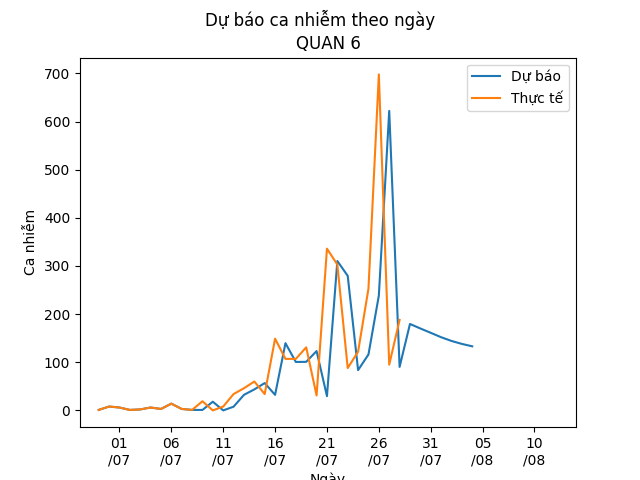 Dự báo ca nhiễm theo ngày
QUAN 6
Dự báo
Thực tế
Ca nhiễm
700
600
500
400
300
200
100
0
01 06 11 16 21 26 31 05 10
/07 /07 /07 /07 /07 /07 /07 /08 /08
Ngày